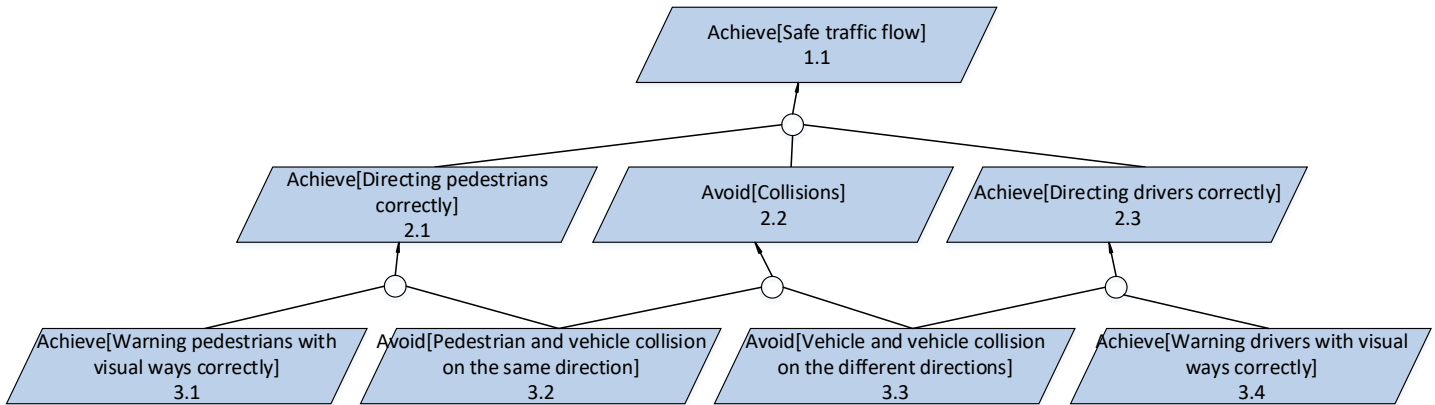 Achieve[Safe traffic flow]
1.1
Achieve[Directing pedestrians
correctly]
2.1
Avoid[Collisions]
2.2
Achieve[Directing drivers correctly]
2.3
Achieve[Warning pedestrians with
visual ways correctly]
3.1
Avoid[Pedestrian and vehicle collision
on the same direction]
3.2
Avoid[Vehicle and vehicle collision
on the different directions]
3.3
Achieve[Warning drivers with visual
ways correctly]
3.4